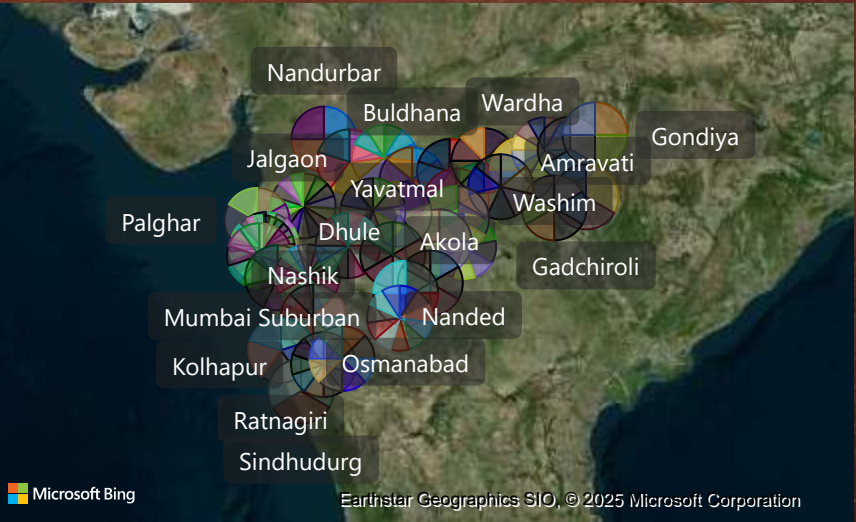 Nandurbar
Buldhana
Wardha
Gondiya
Jalgaon
Amravati
Yavatmal
Washim
Palghar
Dhule
Akola
Gadchiroli
Nashik
Mumbai Suburban
Nanded
Kolhapur
Osmanabad
Ratnagiri
Sindhudurg
Microsoft Bing
Earthstar Geographics SIO, © 2025 Microsoft Corporation